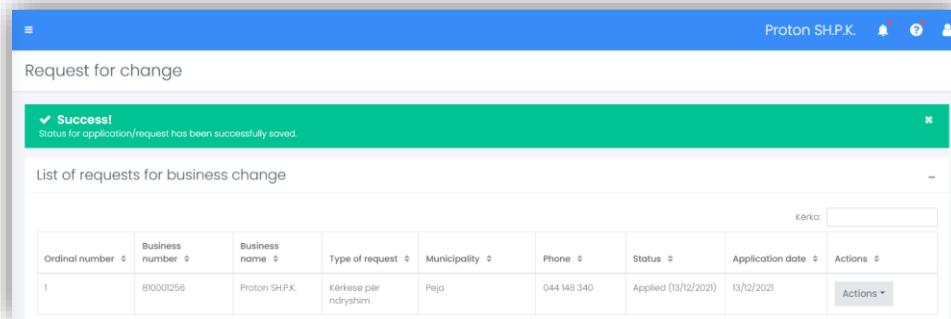 Proton SH.P.K.
Request for change
Success!
Status for application/request has been successfully saved.
List of requests for business change
Kërko:
Ordinal number
Business number
Business name
Type of request
Municipality
Phone
Status
Application date
Actions
1
810001256
Proton SH.P.K.
Kërkese për ndryshim
Peja
044 148 340
Applied (13/12/2021)
13/12/2021
Actions